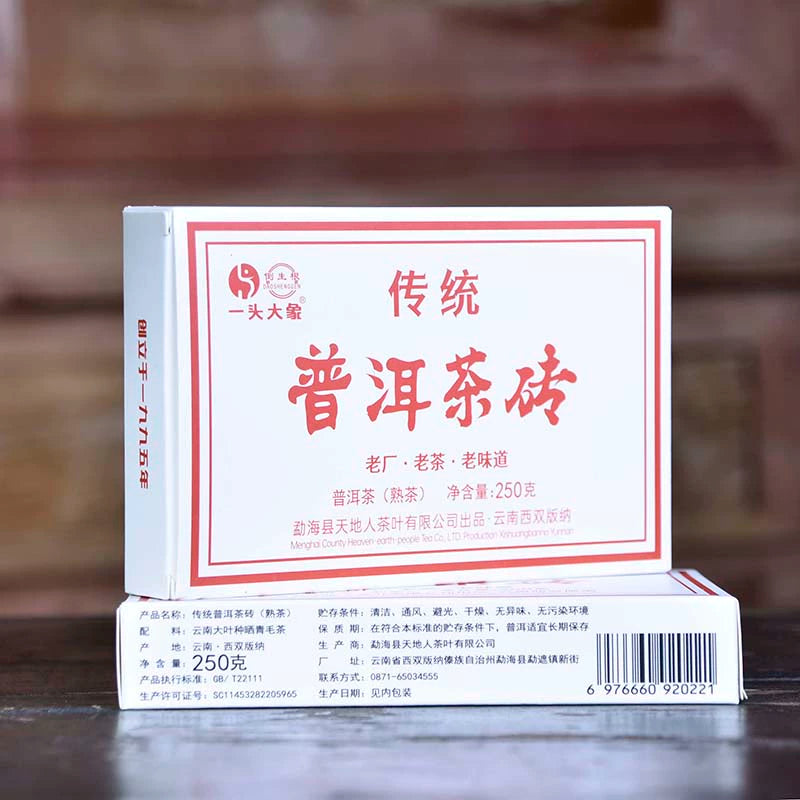 创立于一九九五年
倒生根
DAOSHENGGEN
一头大象®
传统
普洱茶砖
老厂·老茶·老味道
普洱茶（熟茶） 净含量:250克
勐海县天地人茶叶有限公司出品·云南西双版纳
Menghai County Heaven-earth-people Tea Co., LTD. Production Xishuangbanna Yunnan
产品名称：传统普洱茶砖（熟茶）
配 料：云南大叶种晒青毛茶
产 地：云南·西双版纳
净 含 量：250克
产品执行标准：GB/T22111
生产许可证号：SC11453282205965
贮存条件：清洁、通风、避光、干燥、无异味、无污染环境
保 质 期：在符合本标准的贮存条件下，普洱适宜长期保存
生 产 商：勐海县天地人茶叶有限公司
厂 址：云南省西双版纳傣族自治州勐海县勐遮镇新街
联系方式：0871-65034555
生产日期：见内包装
6 976660 920221